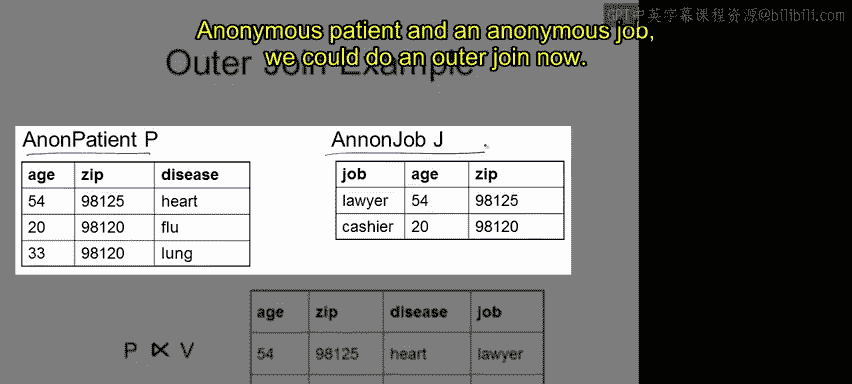 中英字幕课程资源@bilibili.com
Anonymous patient and an anonymous job,
we could do an outer join now.
Outer Join Example
AnonPatient P
age zip disease
54 98125 heart
20 98120 flu
33 98120 lung
AnnonJob J
job age zip
lawyer 54 98125
cashier 20 98120
age zip disease job
P ⋉ V
54 98125 heart lawyer